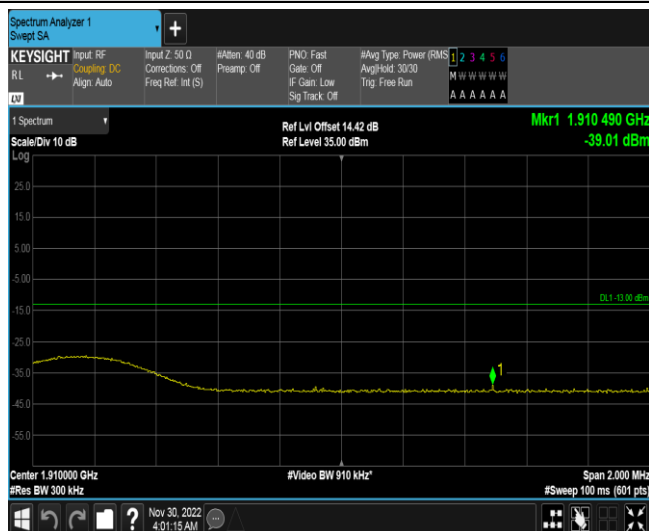 Spectrum Analyzer 1
Swept SA
KEYSIGHT
RL
Input: RF
Coupling: DC
Align: Auto
Input Z: 50 Ω
Corrections: Off
Freq Ref: Int (S)
#Atten: 40 dB
Preamp: Off
PNO: Fast
Gate: Off
IF Gain: Low
Sig Track: Off
#Avg Type: Power (RMS
Avg|Hold: 30/30
Trig: Free Run
1 2 3 4 5 6
M W W W W W
A A A A A A
LXI
1 Spectrum
Scale/Div 10 dB
Log
Ref Lvl Offset 14.42 dB
Ref Level 35.00 dBm
Mkr1 1.910 490 GHz
-39.01 dBm
25.0
15.0
5.00
-5.00
DL1 -13.00 dBm
-15.0
-25.0
-35.0
1
-45.0
-55.0
Center 1.910000 GHz
#Res BW 300 kHz
#Video BW 910 kHz*
Span 2.000 MHz
#Sweep 100 ms (601 pts)
?
Nov 30, 2022
4:01:15 AM